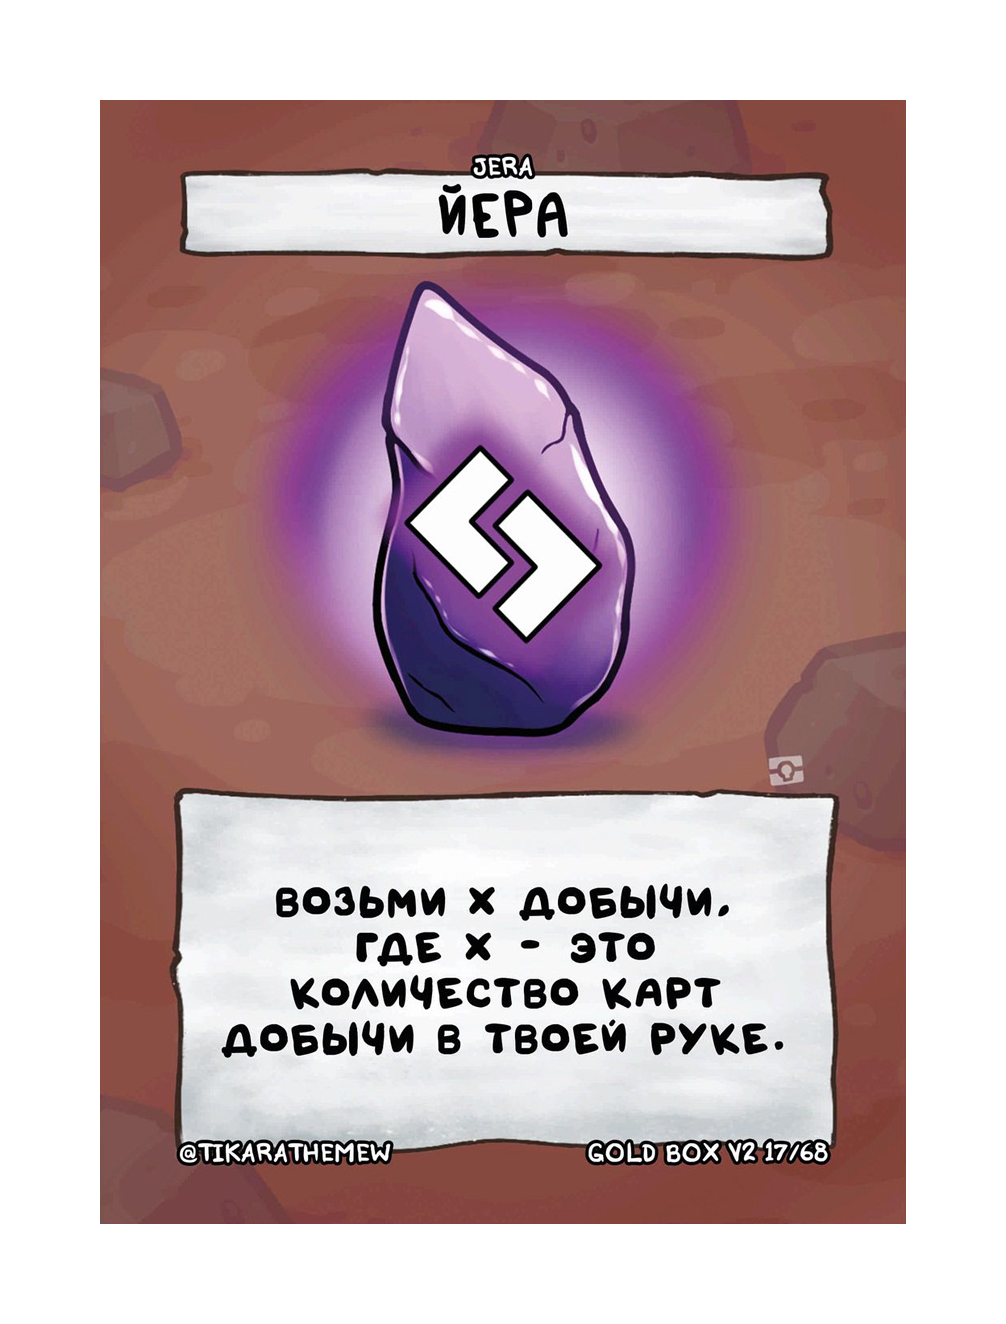 JERA
ЙЕРА
ВОЗЬМИ X ДОБЫЧИ,
ГДЕ X - ЭТО
КОЛИЧЕСТВО КАРТ
ДОБЫЧИ В ТВОЕЙ РУКЕ.
@TIKARATHEMEW
GOLD BOX V2 17/68